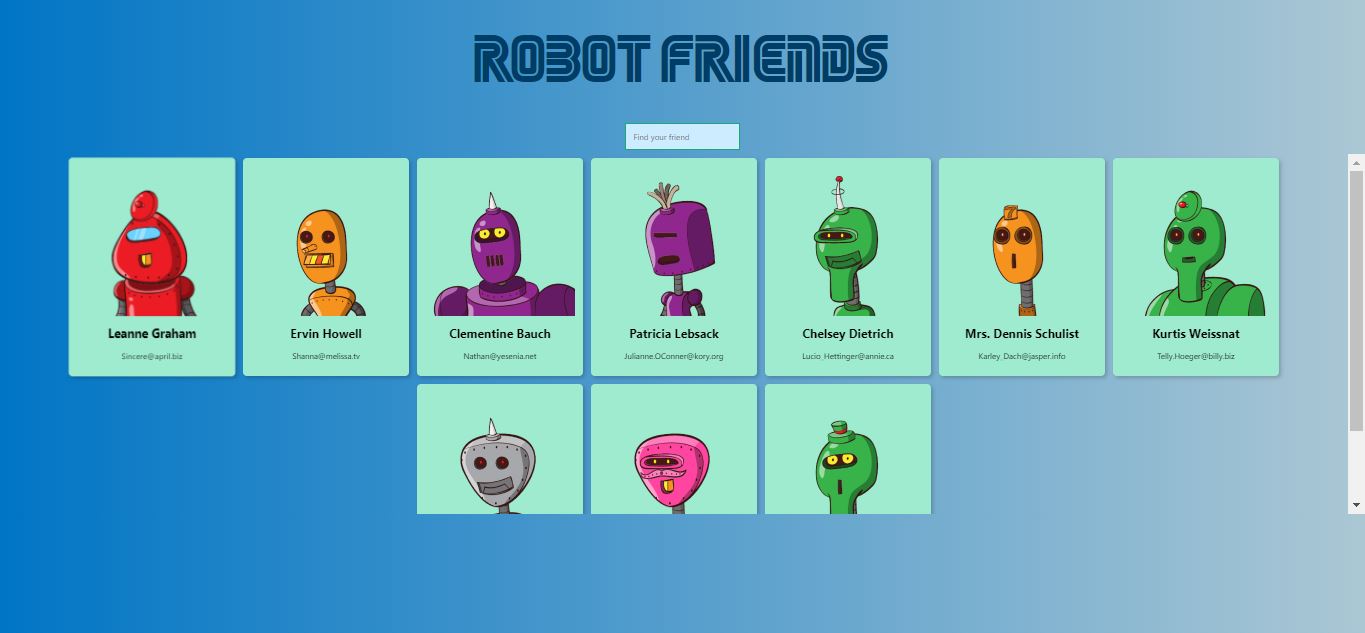 ROBOT FRIENDS
Find your friend
Leanne Graham
Sincere@april.biz
Ervin Howell
Shanna@melissa.tv
Clementine Bauch
Nathan@yesenia.net
Patricia Lebsack
Julianne.OConner@kory.org
Chelsey Dietrich
Lucio_Hettinger@annie.ca
Mrs. Dennis Schulist
Karley_Dach@jasper.info
Kurtis Weissnat
Telly.Hoeger@billy.biz